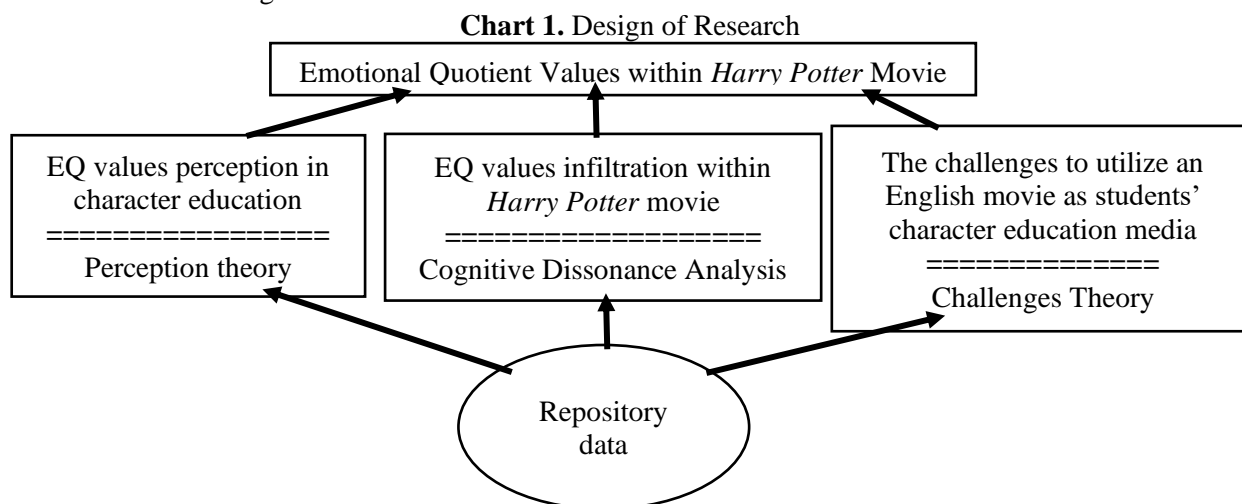 Chart 1. Design of Research
Emotional Quotient Values within Harry Potter Movie
EQ values perception in
character education
=================
Perception theory
EQ values infiltration within
Harry Potter movie
===================
Cognitive Dissonance Analysis
The challenges to utilize an
English movie as students’
character education media
==============
Challenges Theory
Repository
data